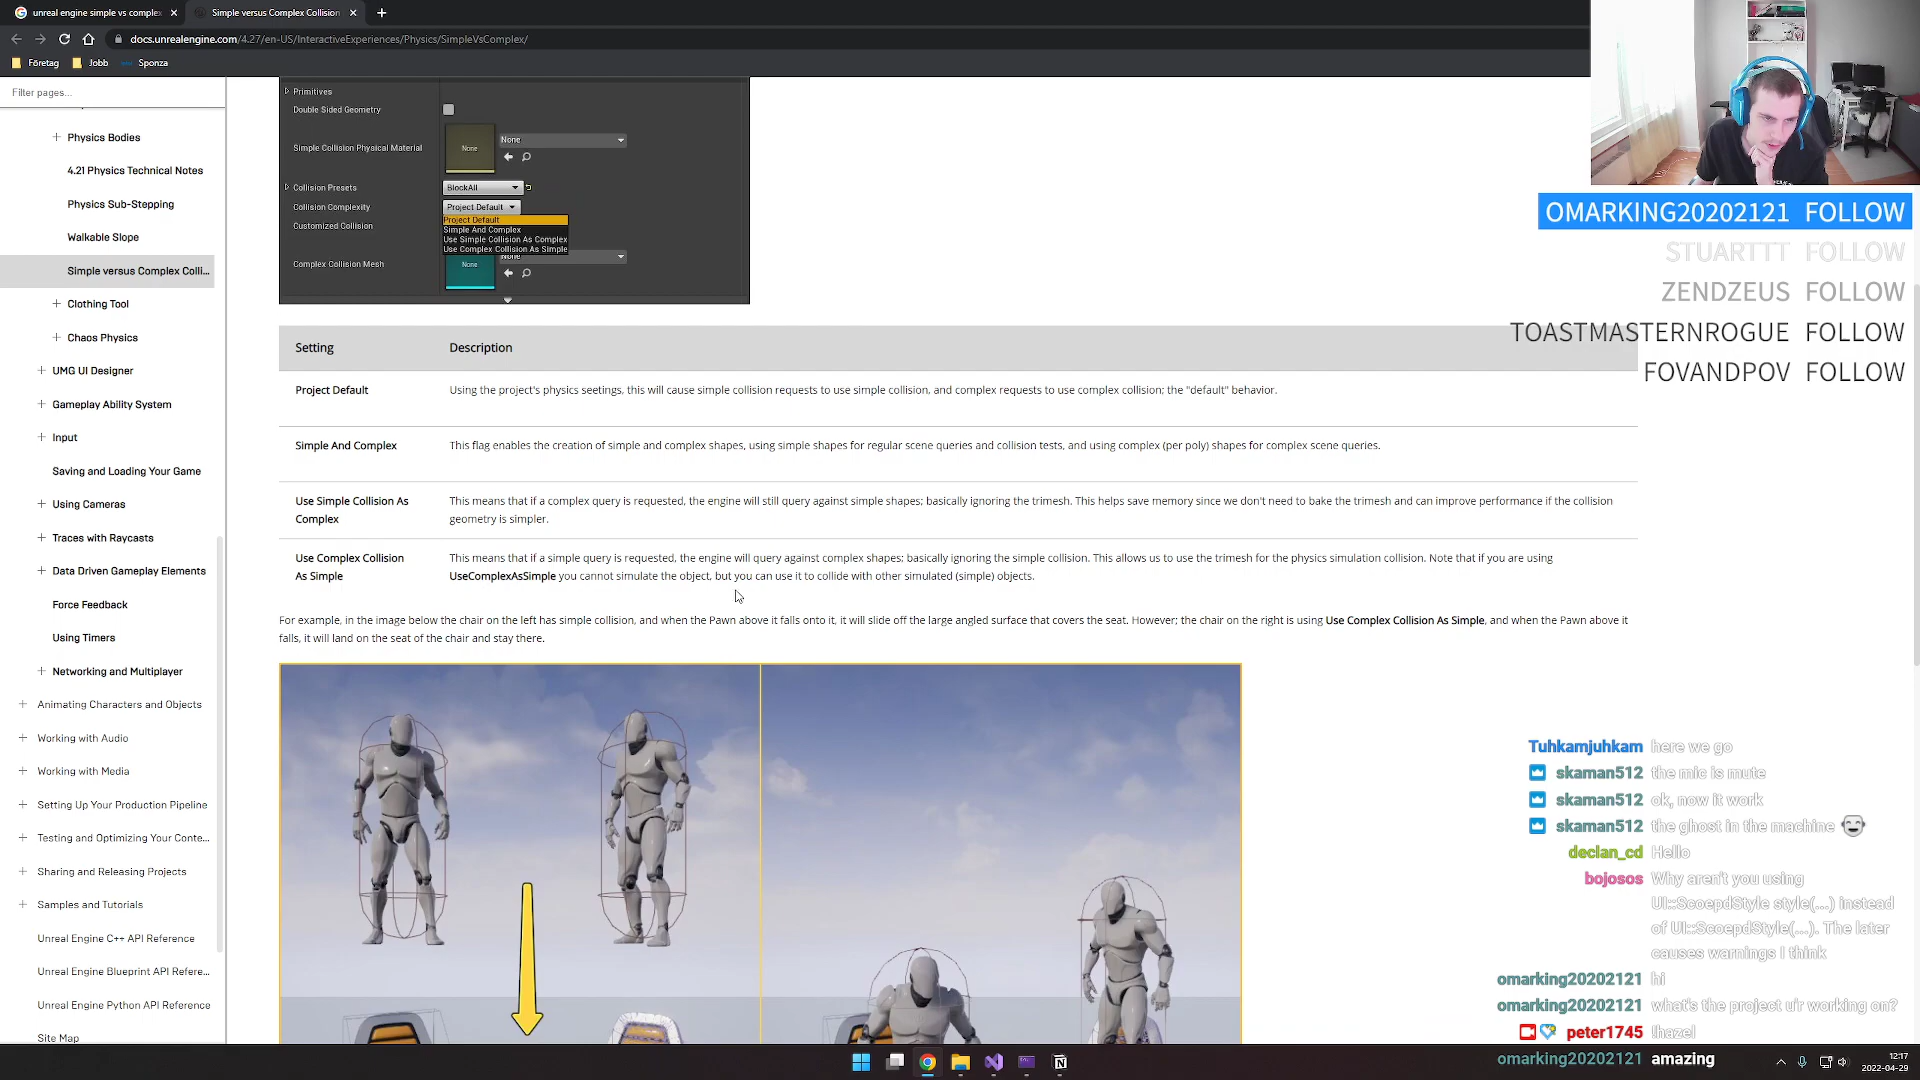 unreal engine simple vs complex
Simple versus Complex Collision
docs.unrealengine.com/4.27/en-US/InteractiveExperiences/Physics/SimpleVsComplex/
Företag
Jobb
Sponza
Filter pages...
Physics Bodies
4.21 Physics Technical Notes
Physics Sub-Stepping
Walkable Slope
Simple versus Complex Colli...
Clothing Tool
Chaos Physics
UMG UI Designer
Gameplay Ability System
Input
Saving and Loading Your Game
Using Cameras
Traces with Raycasts
Data Driven Gameplay Elements
Force Feedback
Using Timers
Networking and Multiplayer
Animating Characters and Objects
Working with Audio
Working with Media
Setting Up Your Production Pipeline
Testing and Optimizing Your Conte...
Sharing and Releasing Projects
Samples and Tutorials
Unreal Engine C++ API Reference
Unreal Engine Blueprint API Refere...
Unreal Engine Python API Reference
Site Map
Primitives
Double Sided Geometry
Simple Collision Physical Material
None
None
Collision Presets
BlockAll
Collision Complexity
Project Default
Project Default
Simple And Complex
Use Simple Collision As Complex
Use Complex Collision As Simple
Customized Collision
Complex Collision Mesh
None
None
Setting
Description
Project Default
Using the project's physics seetings, this will cause simple collision requests to use simple collision, and complex requests to use complex collision; the "default" behavior.
Simple And Complex
This flag enables the creation of simple and complex shapes, using simple shapes for regular scene queries and collision tests, and using complex (per poly) shapes for complex scene queries.
Use Simple Collision As
Complex
This means that if a complex query is requested, the engine will still query against simple shapes; basically ignoring the trimesh. This helps save memory since we don't need to bake the trimesh and can improve performance if the collision
geometry is simpler.
Use Complex Collision
As Simple
This means that if a simple query is requested, the engine will query against complex shapes; basically ignoring the simple collision. This allows us to use the trimesh for the physics simulation collision. Note that if you are using
UseComplexAsSimple you cannot simulate the object, but you can use it to collide with other simulated (simple) objects.
For example, in the image below the chair on the left has simple collision, and when the Pawn above it falls onto it, it will slide off the large angled surface that covers the seat. However; the chair on the right is using Use Complex Collision As Simple, and when the Pawn above it
falls, it will land on the seat of the chair and stay there.
OMARKING20202121 FOLLOW
STUARTTT FOLLOW
ZENDZEUS FOLLOW
TOASTMASTERNROGUE FOLLOW
FOVANDPOV FOLLOW
Tuhkamjuhkam here we go
skaman512 the mic is mute
skaman512 ok, now it work
skaman512 the ghost in the machine
declan_cd Hello
bojosos Why aren't you using
UI::ScoepdStyle style(...) instead
of UI::ScoepdStyle(...). The later
causes warnings I think
omarking20202121 hi
omarking20202121 what's the project u'r working on?
peter1745 !hazel
omarking20202121 amazing
12:17
2022-04-29